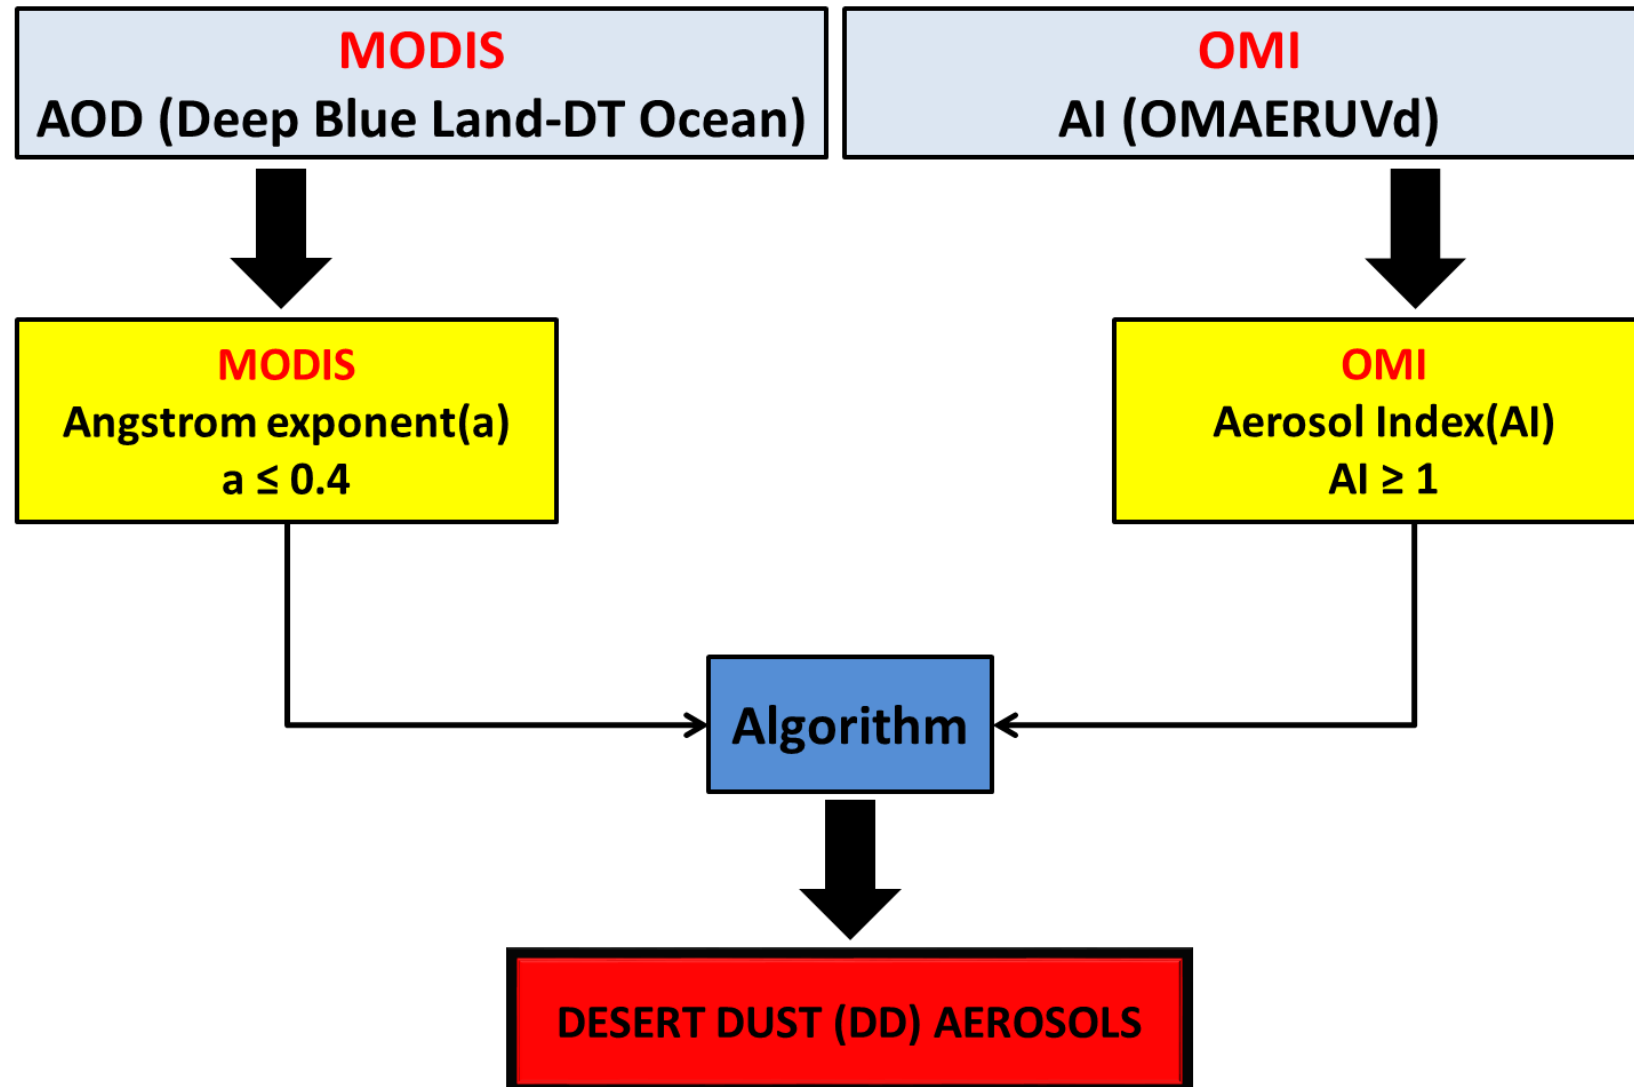 MODIS
AOD (Deep Blue Land-DT Ocean)
OMI
AI (OMAERUVd)
MODIS
Angstrom exponent(a)
a ≤ 0.4
OMI
Aerosol Index(AI)
AI ≥ 1
Algorithm
DESERT DUST (DD) AEROSOLS